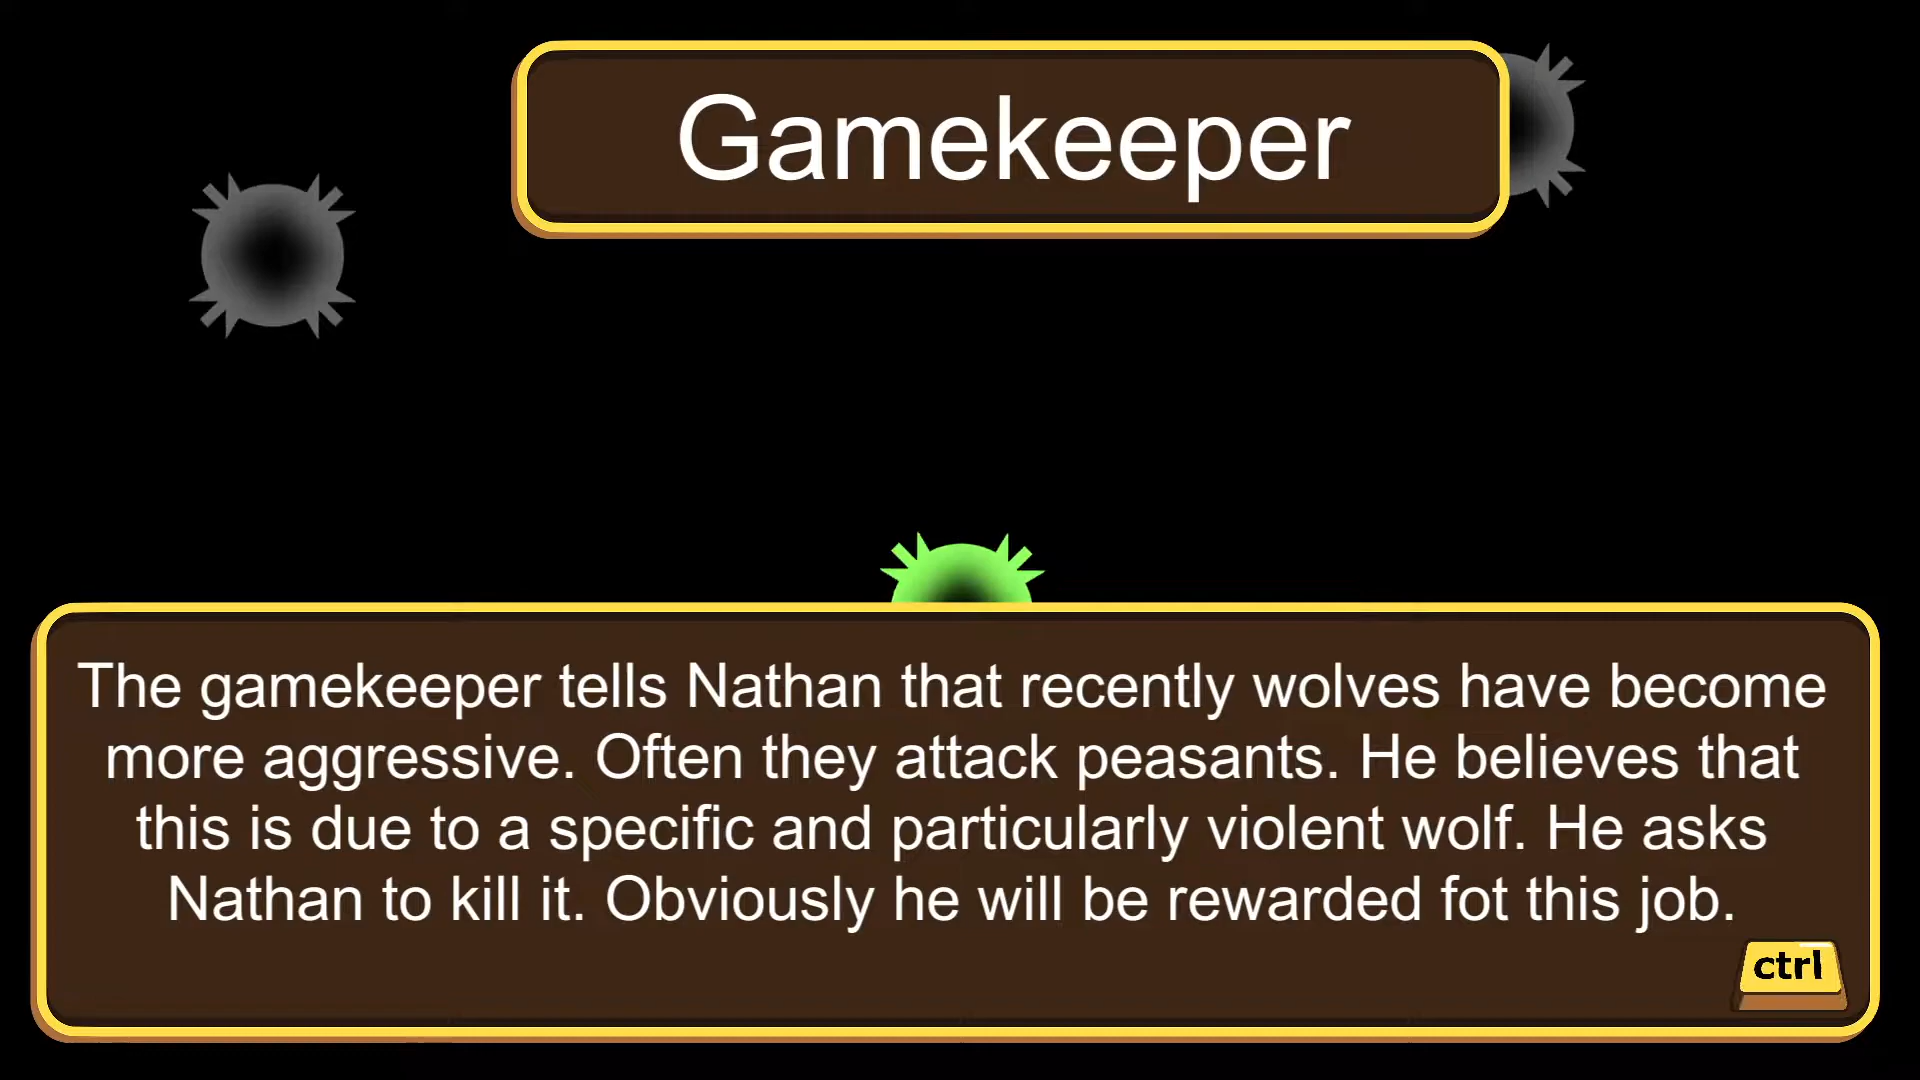 Gamekeeper
The gamekeeper tells Nathan that recently wolves have become
more aggressive. Often they attack peasants. He believes that
this is due to a specific and particularly violent wolf. He asks
Nathan to kill it. Obviously he will be rewarded fot this job.
ctrl